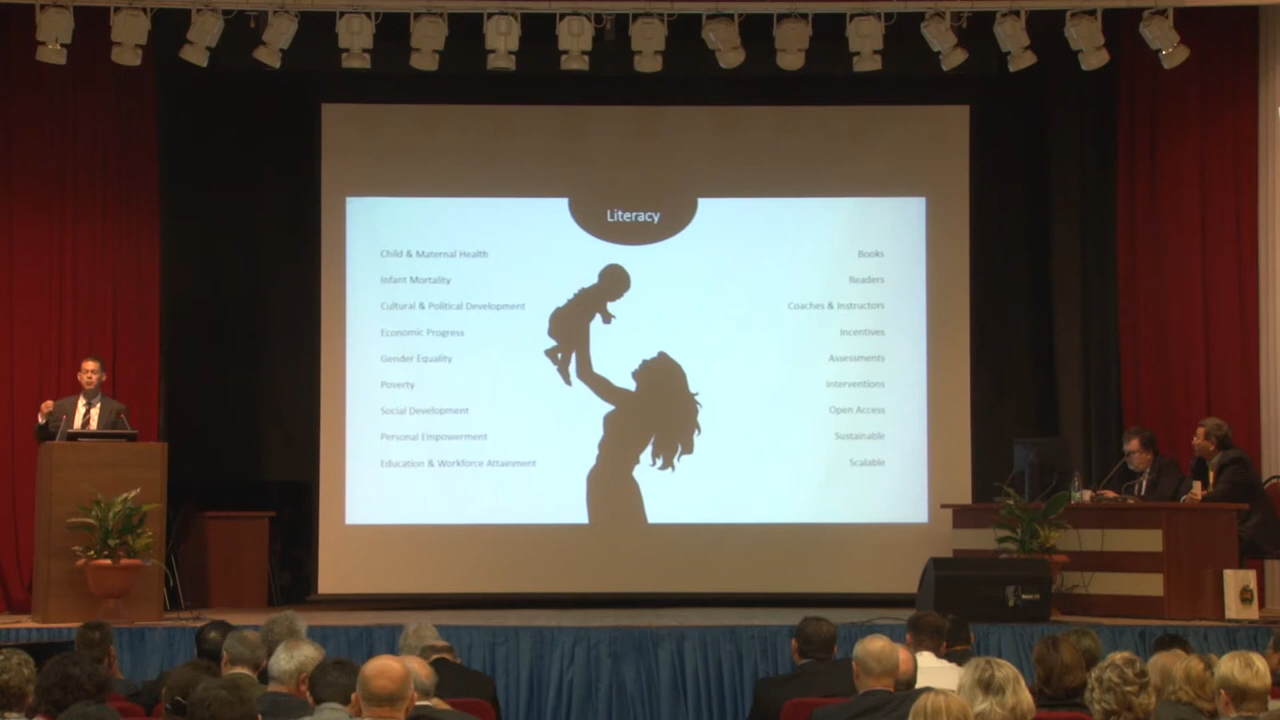 Literacy
Child & Maternal Health
Infant Mortality
Cultural & Political Development
Economic Progress
Gender Equality
Poverty
Social Development
Personal Empowerment
Education & Workforce Attainment
Books
Readers
Coaches & Instructors
Incentives
Assessments
Interventions
Open Access
Sustainable
Scalable